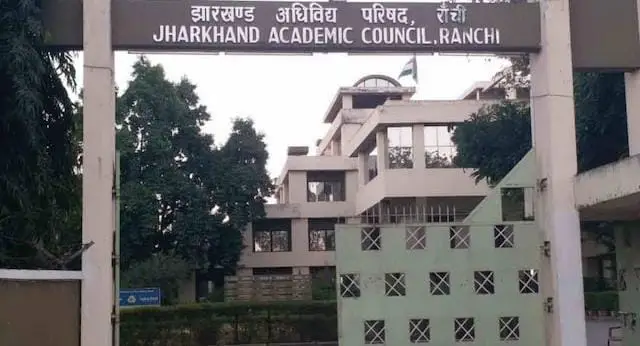 झारखण्ड अधिविद्य परिषद, राँची
JHARKHAND ACADEMIC COUNCIL, RANCHI